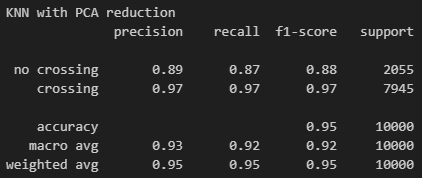 KNN with PCA reduction
precision recall f1-score support
no crossing 0.89 0.87 0.88 2055
crossing 0.97 0.97 0.97 7945
accuracy 0.95 10000
macro avg 0.93 0.92 0.92 10000
weighted avg 0.95 0.95 0.95 10000